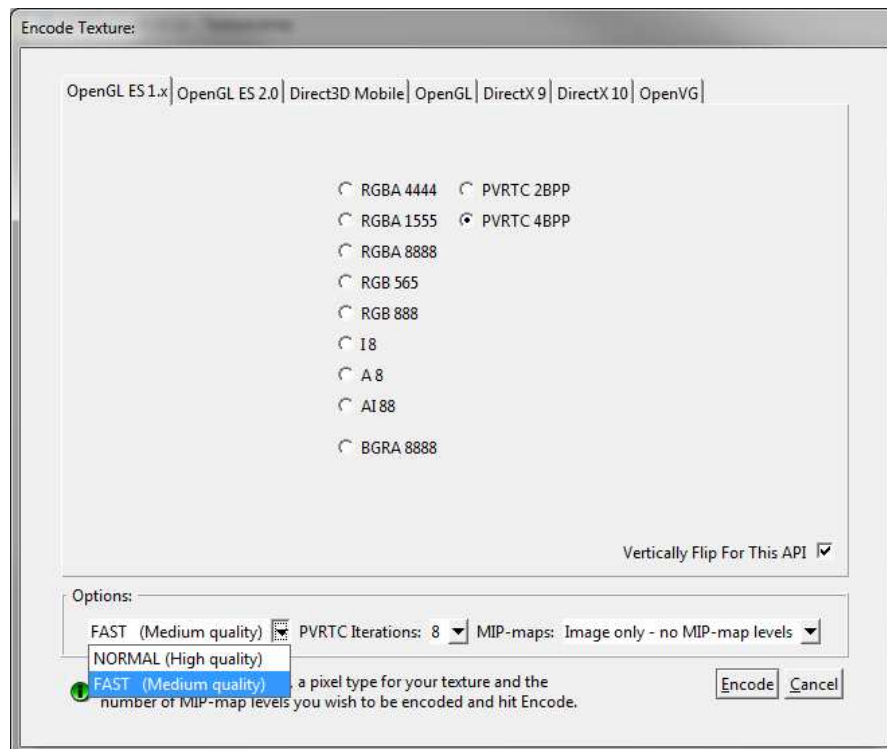 Encode Texture:
OpenGL ES 1.x OpenGL ES 2.0 Direct3D Mobile OpenGL DirectX 9 DirectX 10 OpenVG
RGBA 4444 PVRTC 2BPP
RGBA 1555 PVRTC 4BPP
RGBA 8888
RGB 565
RGB 888
I 8
A 8
AI 88
BGRA 8888
Vertically Flip For This API
Options:
FAST (Medium quality) PVRTC Iterations: 8 MIP-maps: Image only - no MIP-map levels
NORMAL (High quality)
FAST (Medium quality) , a pixel type for your texture and the
number of MIP-map levels you wish to be encoded and hit Encode.
Encode Cancel